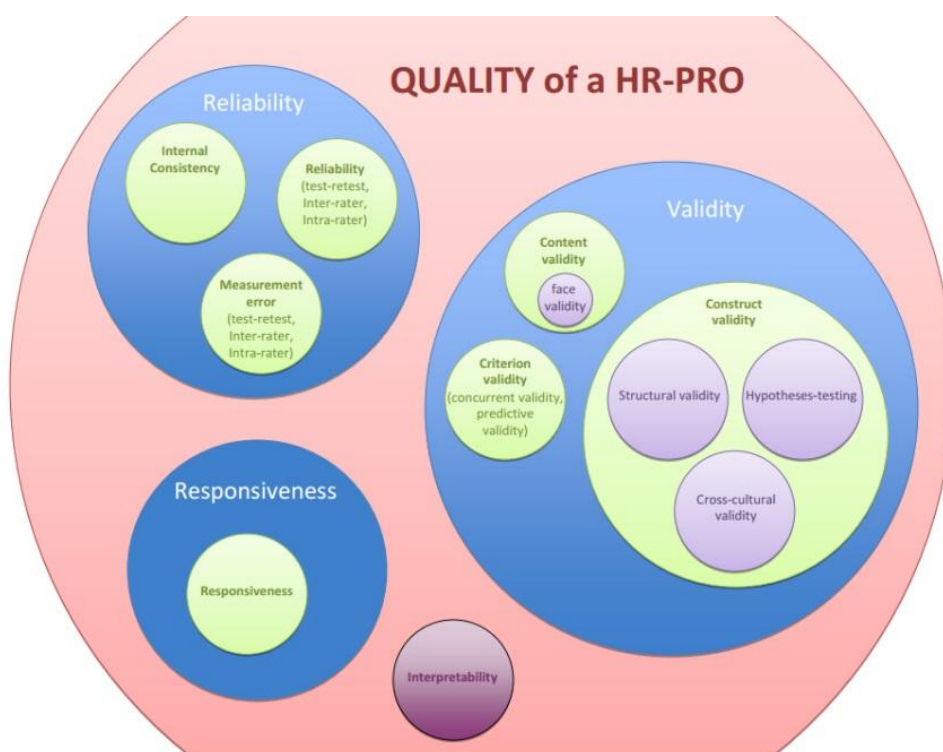 QUALITY of a HR-PRO
Reliability
Internal
Consistency
Reliability
(test-retest,
Inter-rater,
Intra-rater)
Measurement
error
(test-retest,
Inter-rater,
Intra-rater)
Validity
Content
validity
face
validity
Criterion
validity
(concurrent validity,
predictive
validity)
Construct
validity
Structural validity
Hypotheses-testing
Cross-cultural
validity
Responsiveness
Responsiveness
Interpretability